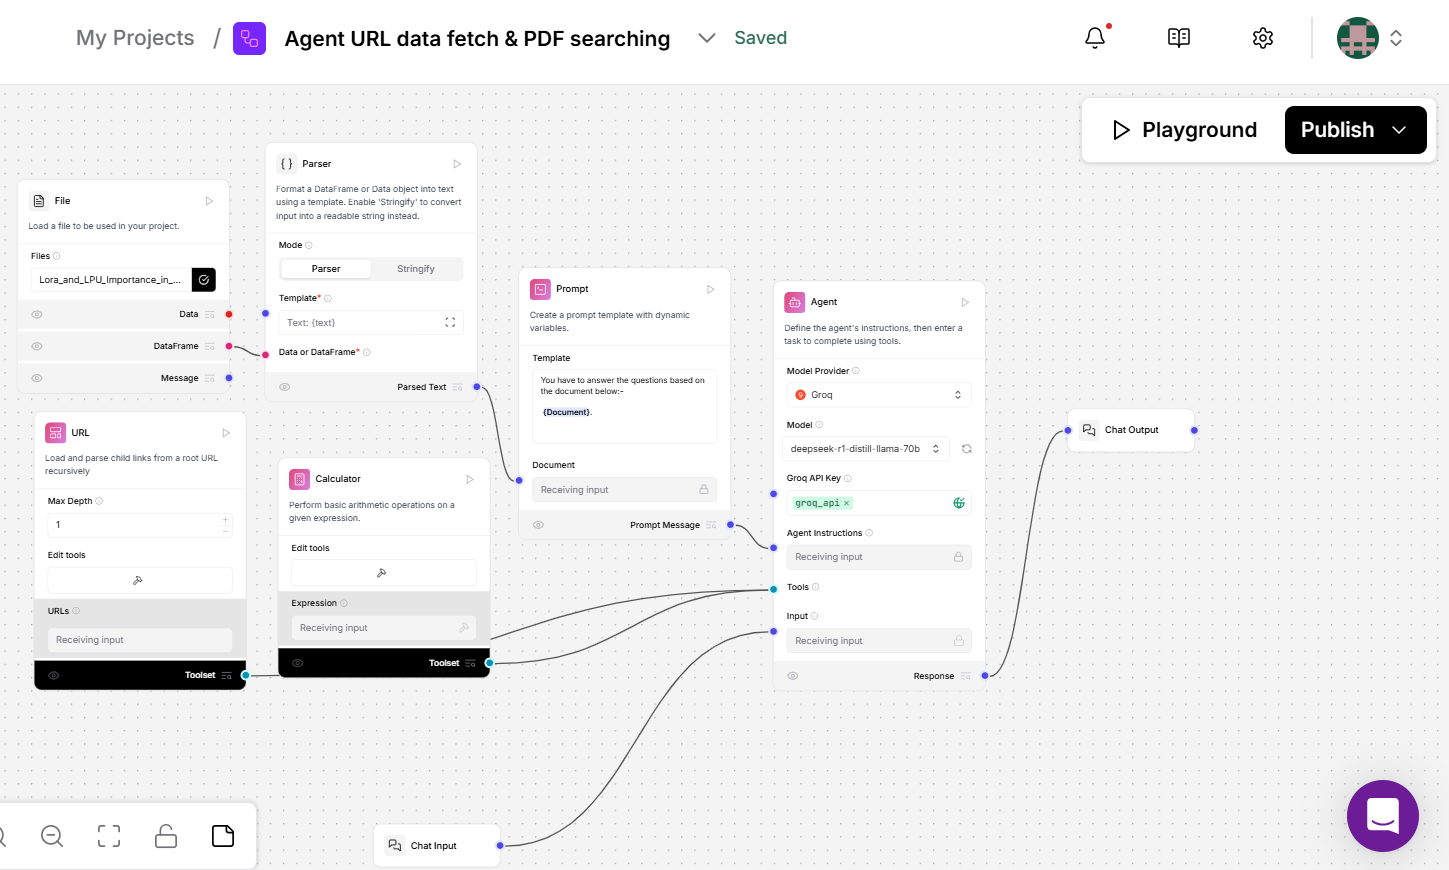 My Projects / Agent URL data fetch & PDF searching Saved
Playground Publish
File
Load a file to be used in your project.
Files
Lora_and_LPU_Importance_in_...
Data
DataFrame
Message
Parser
Format a DataFrame or Data object into text
using a template. Enable 'Stringify' to convert
input into a readable string instead.
Mode
Parser Stringify
Template*
Text: {text}
Data or DataFrame*
Parsed Text
URL
Load and parse child links from a root URL
recursively
Max Depth
1
Edit tools
URLs
Receiving input
Toolset
Calculator
Perform basic arithmetic operations on a
given expression.
Edit tools
Expression
Receiving input
Toolset
Prompt
Create a prompt template with dynamic
variables.
Template
You have to answer the questions based on
the document below:-
{Document}.
Document
Receiving input
Prompt Message
Agent
Define the agent's instructions, then enter a
task to complete using tools.
Model Provider
Groq
Model
deepseek-r1-distill-llama-70b
Groq API Key
groq_api ×
Agent Instructions
Receiving input
Tools
Input
Receiving input
Response
Chat Output
Chat Input